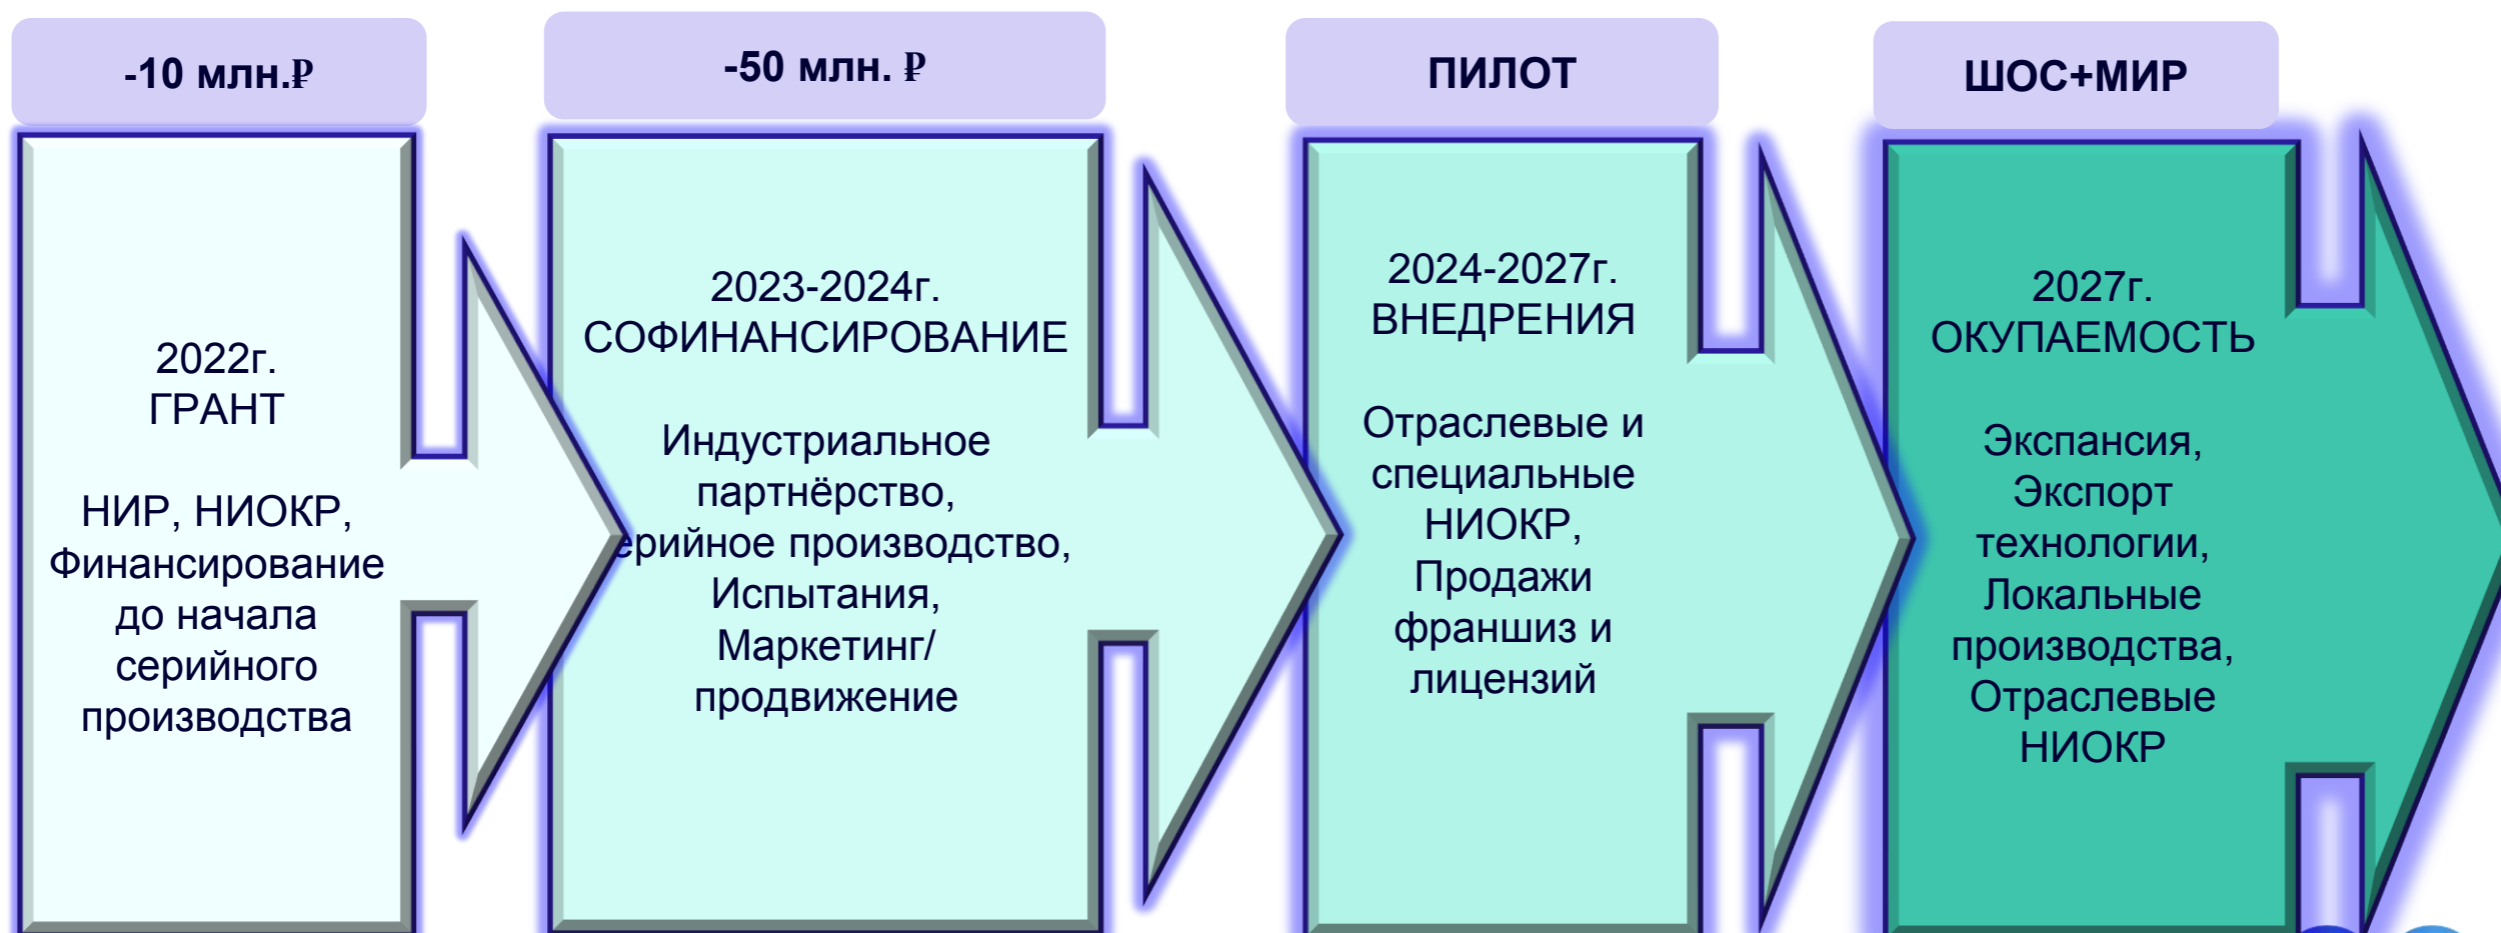 -10 млн.₽
2022г.
ГРАНТ
НИР, НИОКР,
Финансирование
до начала
серийного
производства
-50 млн. ₽
2023-2024г.
СОФИНАНСИРОВАНИЕ
Индустриальное
партнёрство,
ерийное производство,
Испытания,
Маркетинг/
продвижение
ПИЛОТ
2024-2027г.
ВНЕДРЕНИЯ
Отраслевые и
специальные
НИОКР,
Продажи
франшиз и
лицензий
ШОС+МИР
2027г.
ОКУПАЕМОСТЬ
Экспансия,
Экспорт
технологии,
Локальные
производства,
Отраслевые
НИОКР